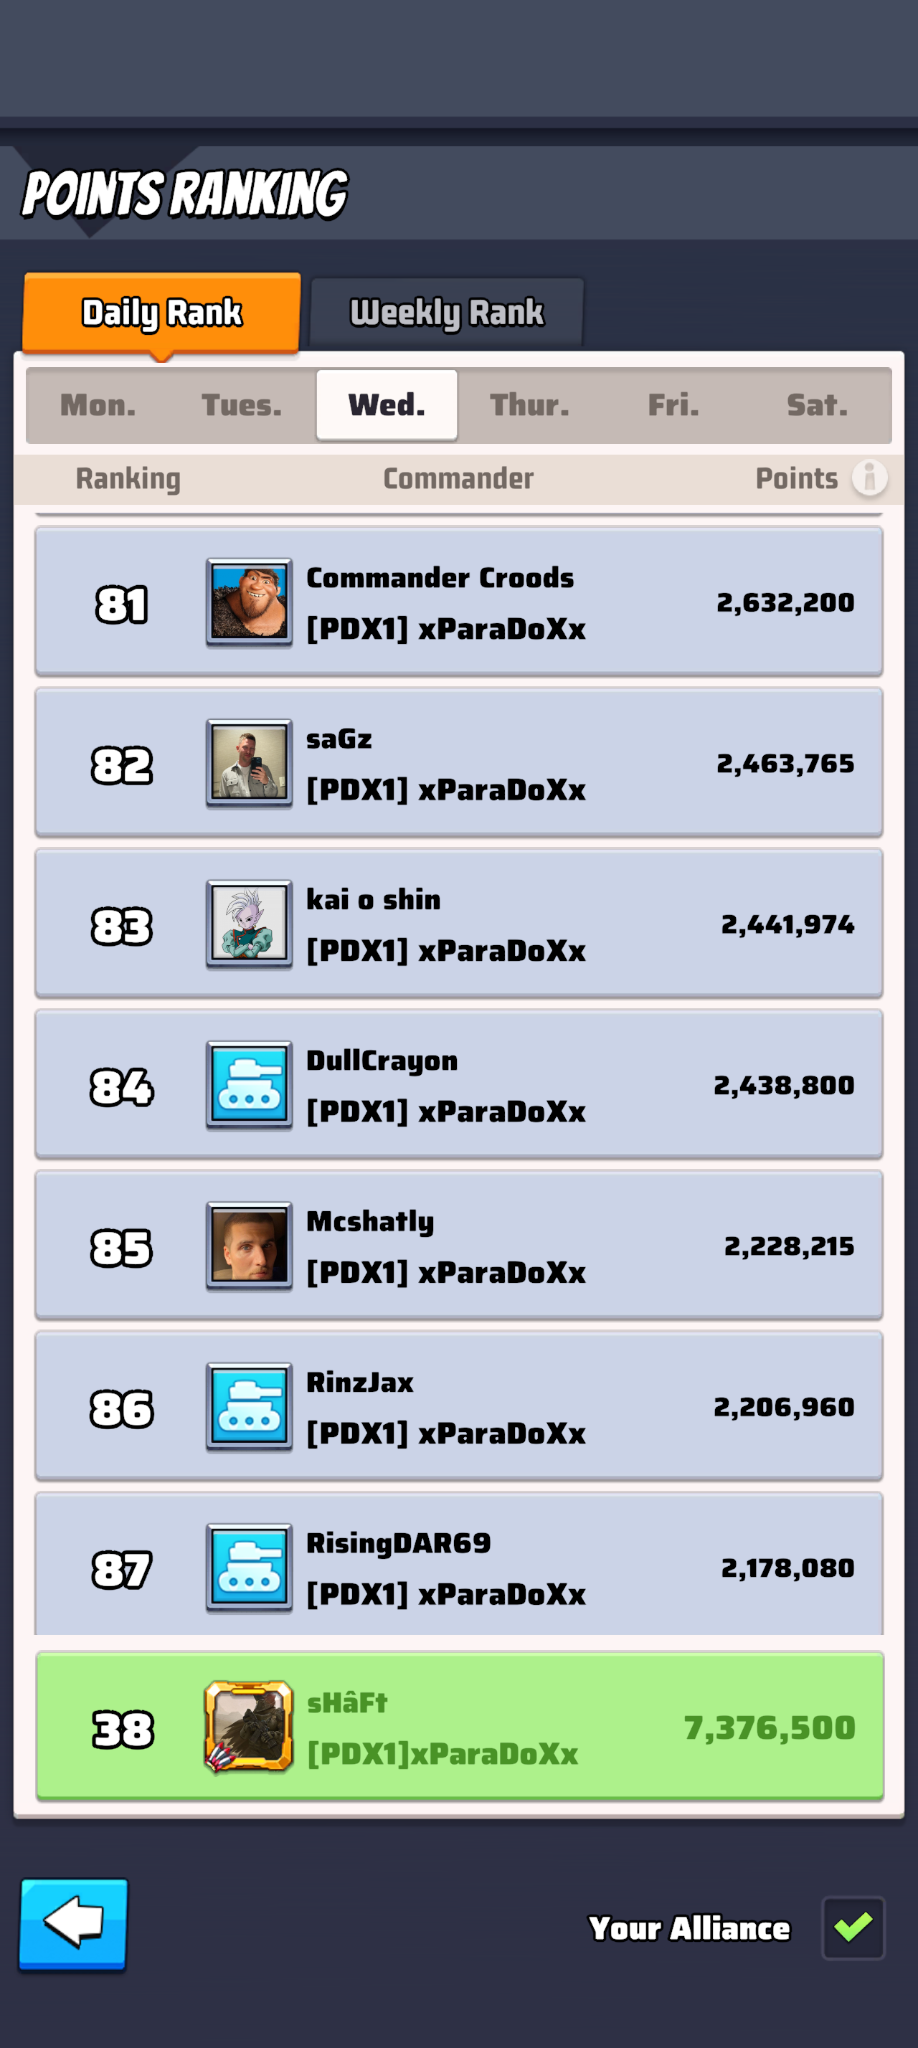 POINTS RANKING
Daily Rank
Weekly Rank
Mon. Tues. Wed. Thur. Fri. Sat.
Ranking Commander Points
81
Commander Croods
[PDX1] xParaDoXx
2,632,200
82
saGz
[PDX1] xParaDoXx
2,463,765
83
kai o shin
[PDX1] xParaDoXx
2,441,974
84
DullCrayon
[PDX1] xParaDoXx
2,438,800
85
Mcshatly
[PDX1] xParaDoXx
2,228,215
86
RinzJax
[PDX1] xParaDoXx
2,206,960
87
RisingDAR69
[PDX1] xParaDoXx
2,178,080
38
sHâFt
[PDX1]xParaDoXx
7,376,500
Your Alliance